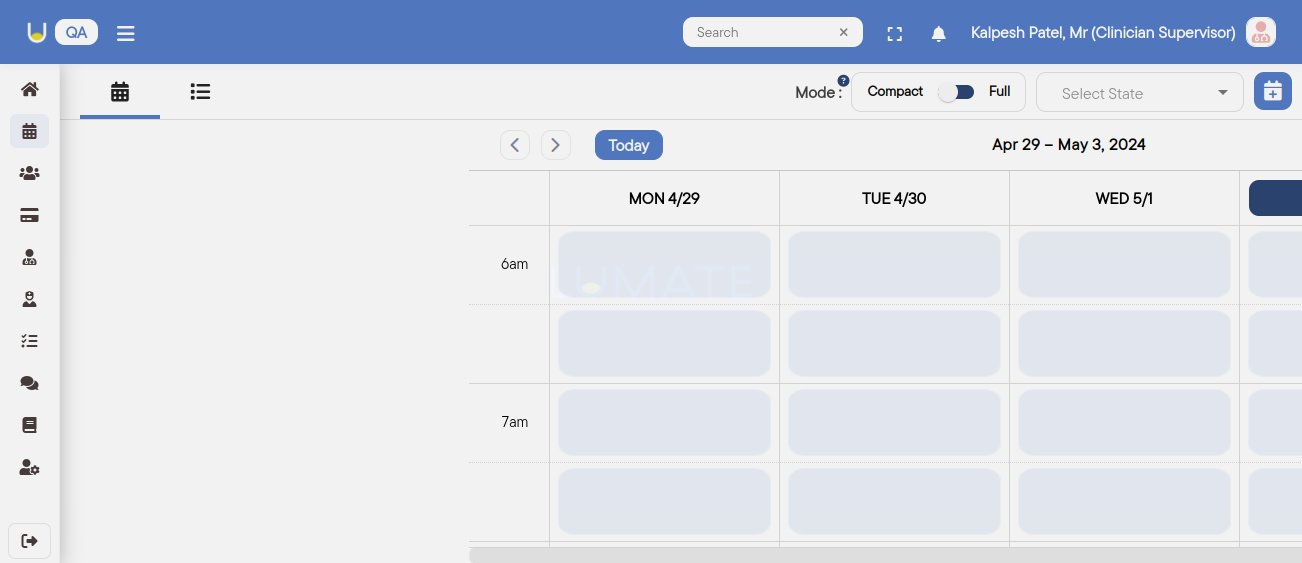 QA
Search
Kalpesh Patel, Mr (Clinician Supervisor)
Mode :
?
Compact
Full
Select State
Today
Apr 29 – May 3, 2024
MON 4/29
TUE 4/30
WED 5/1
6am
LUMATE
7am